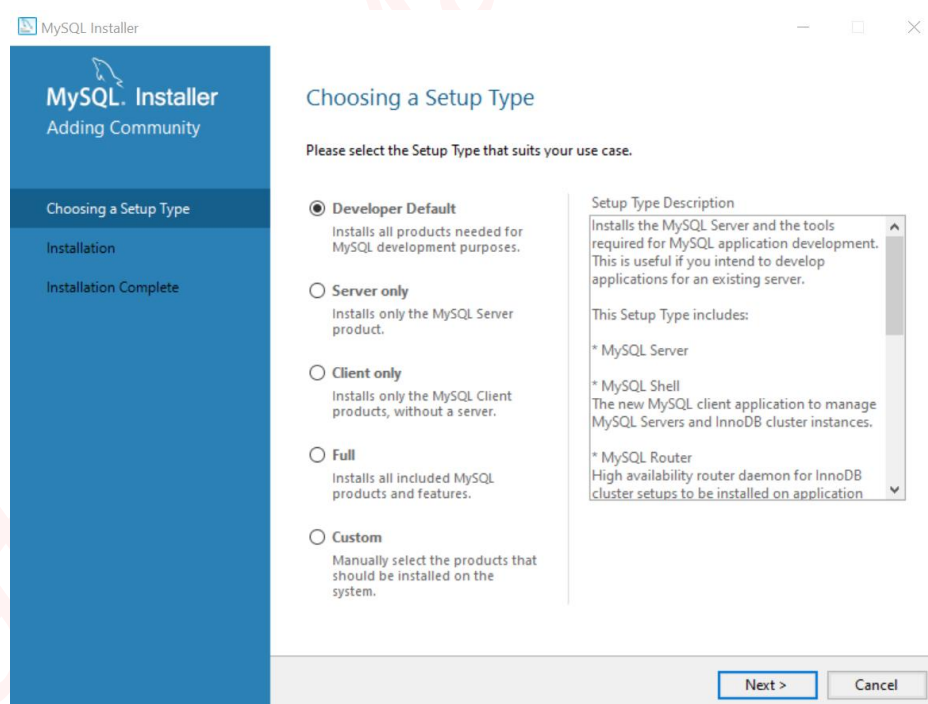 MySQL Installer
MySQL. Installer
Adding Community
Choosing a Setup Type
Installation
Installation Complete
Choosing a Setup Type
Please select the Setup Type that suits your use case.
Developer Default
Installs all products needed for
MySQL development purposes.
Server only
Installs only the MySQL Server
product.
Client only
Installs only the MySQL Client
products, without a server.
Full
Installs all included MySQL
products and features.
Custom
Manually select the products that
should be installed on the
system.
Setup Type Description
Installs the MySQL Server and the tools
required for MySQL application development.
This is useful if you intend to develop
applications for an existing server.
This Setup Type includes:
* MySQL Server
* MySQL Shell
The new MySQL client application to manage
MySQL Servers and InnoDB cluster instances.
* MySQL Router
High availability router daemon for InnoDB
cluster setups to be installed on application
Next >
Cancel